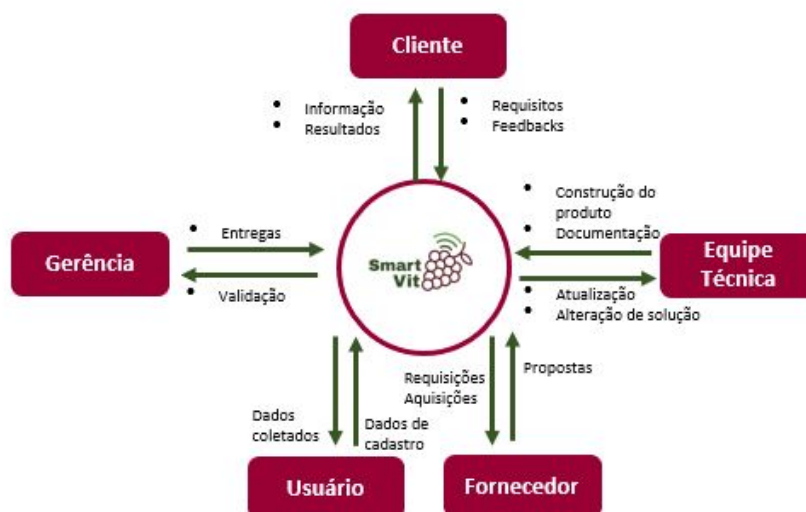 Cliente
Informação
Resultados
Requisitos
Feedbacks
Construção do
produto
Documentação
Entregas
Gerência
Smart
Vit
Equipe
Técnica
Validação
Atualização
Alteração de solução
Requisições
Aquisições
Propostas
Dados
coletados
Dados de
cadastro
Usuário
Fornecedor